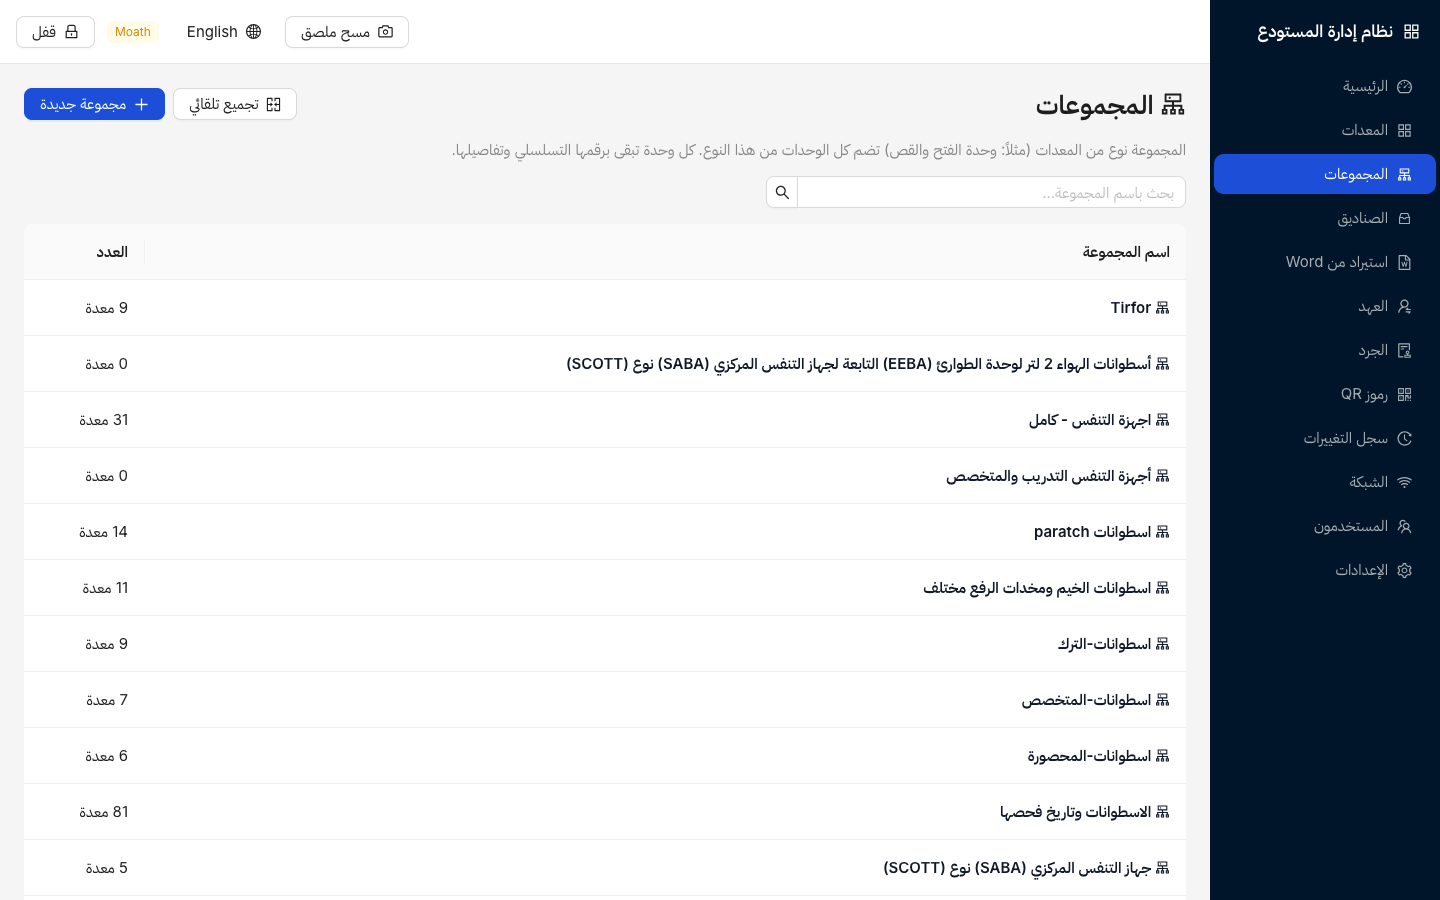 نظام إدارة المستودع
الرئيسية
المعدات
المجموعات
الصناديق
استيراد من Word
العهد
الجرد
رموز QR
سجل التغييرات
الشبكة
المستخدمون
الإعدادات
مسح ملصق
English
Moath
قفل
المجموعات
تجميع تلقائي
مجموعة جديدة
المجموعة نوع من المعدات (مثلاً: وحدة الفتح والقص) تضم كل الوحدات من هذا النوع. كل وحدة تبقى برقمها التسلسلي وتفاصيلها.
بحث باسم المجموعة...
اسم المجموعة العدد
Tirfor 9 معدة
أسطوانات الهواء 2 لتر لوحدة الطوارئ (EEBA) التابعة لجهاز التنفس المركزي (SABA) نوع (SCOTT) 0 معدة
اجهزة التنفس - كامل 31 معدة
أجهزة التنفس التدريب والمتخصص 0 معدة
اسطوانات paratch 14 معدة
اسطوانات الخيم ومخدات الرفع مختلف 11 معدة
اسطوانات-الترك 9 معدة
اسطوانات-المتخصص 7 معدة
اسطوانات-المحصورة 6 معدة
الاسطوانات وتاريخ فحصها 81 معدة
جهاز التنفس المركزي (SABA) نوع (SCOTT) 5 معدة